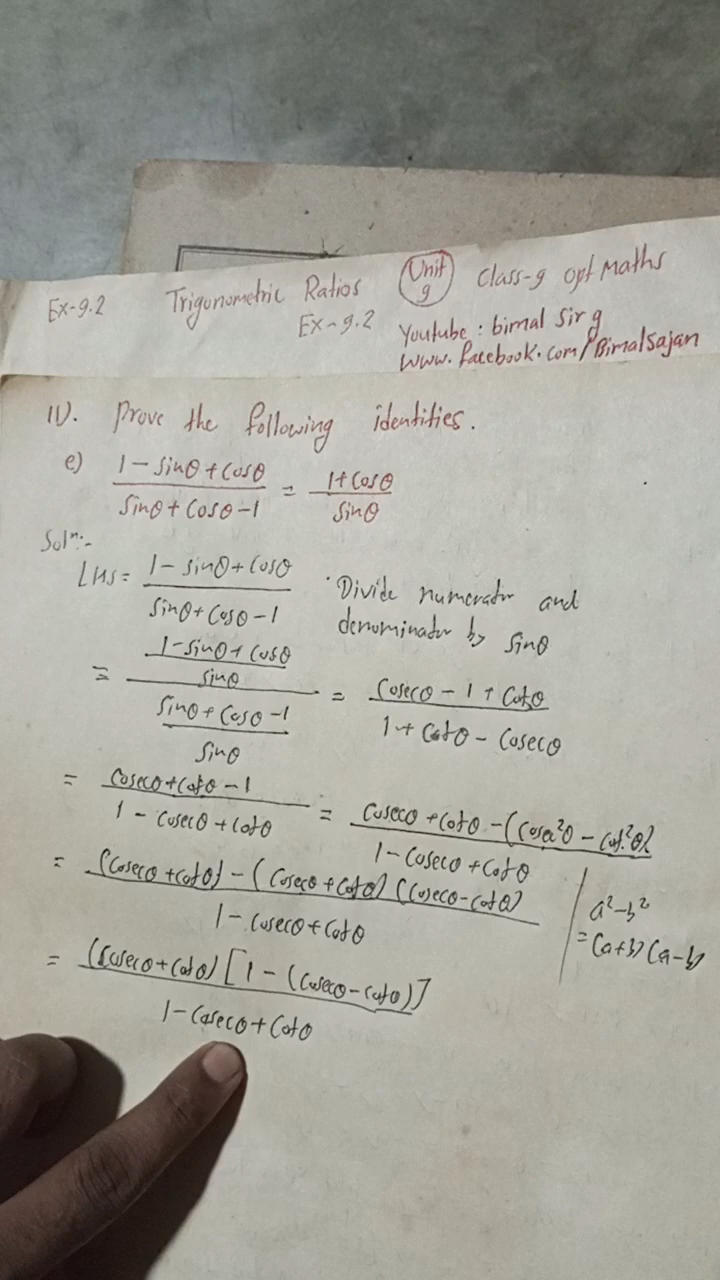 Ex-9.2 Trigunometric Ratios Unit 9 Class-9 opt Maths
Ex-9.2 Youtube : bimal Sir g
www.facebook.com/Bimalsajan
IV). Prove the following identities.
e) (1 - sinθ + cosθ)/(sinθ + cosθ - 1) = (1 + cosθ)/sinθ
Solⁿ:-
LHS = (1 - sinθ + cosθ)/(sinθ + cosθ - 1) Divide numerator and
denominator by sinθ
= ((1 - sinθ + cosθ)/sinθ)/((sinθ + cosθ - 1)/sinθ) = (cosecθ - 1 + cotθ)/(1 + cotθ - cosecθ)
= (cosecθ + cotθ - 1)/(1 - cosecθ + cotθ) = (cosecθ + cotθ - (cosec²θ - cot²θ))/(1 - cosecθ + cotθ)
= ((cosecθ + cotθ) - (cosecθ + cotθ)(cosecθ - cotθ))/(1 - cosecθ + cotθ) a² - b²
= (a+b)(a-b)
= ((cosecθ + cotθ)[1 - (cosecθ - cotθ)])/(1 - cosecθ + cotθ)